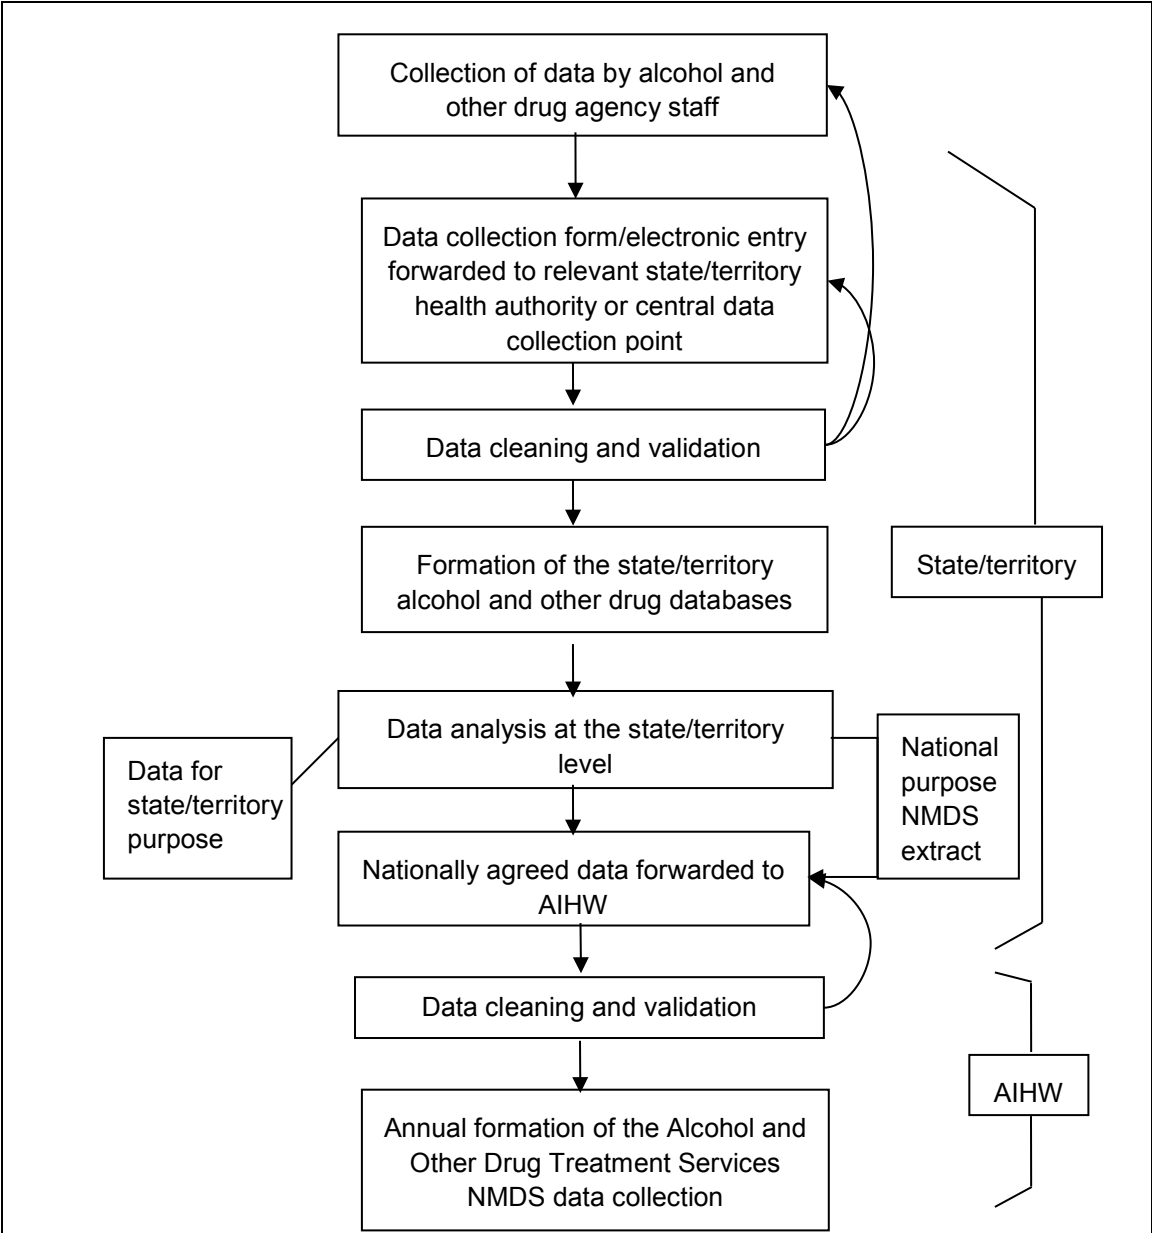 Collection of data by alcohol and
other drug agency staff
Data collection form/electronic entry
forwarded to relevant state/territory
health authority or central data
collection point
Data cleaning and validation
Formation of the state/territory
alcohol and other drug databases
State/territory
Data analysis at the state/territory
level
Data for
state/territory
purpose
National
purpose
NMDS
extract
Nationally agreed data forwarded to
AIHW
Data cleaning and validation
AIHW
Annual formation of the Alcohol and
Other Drug Treatment Services
NMDS data collection